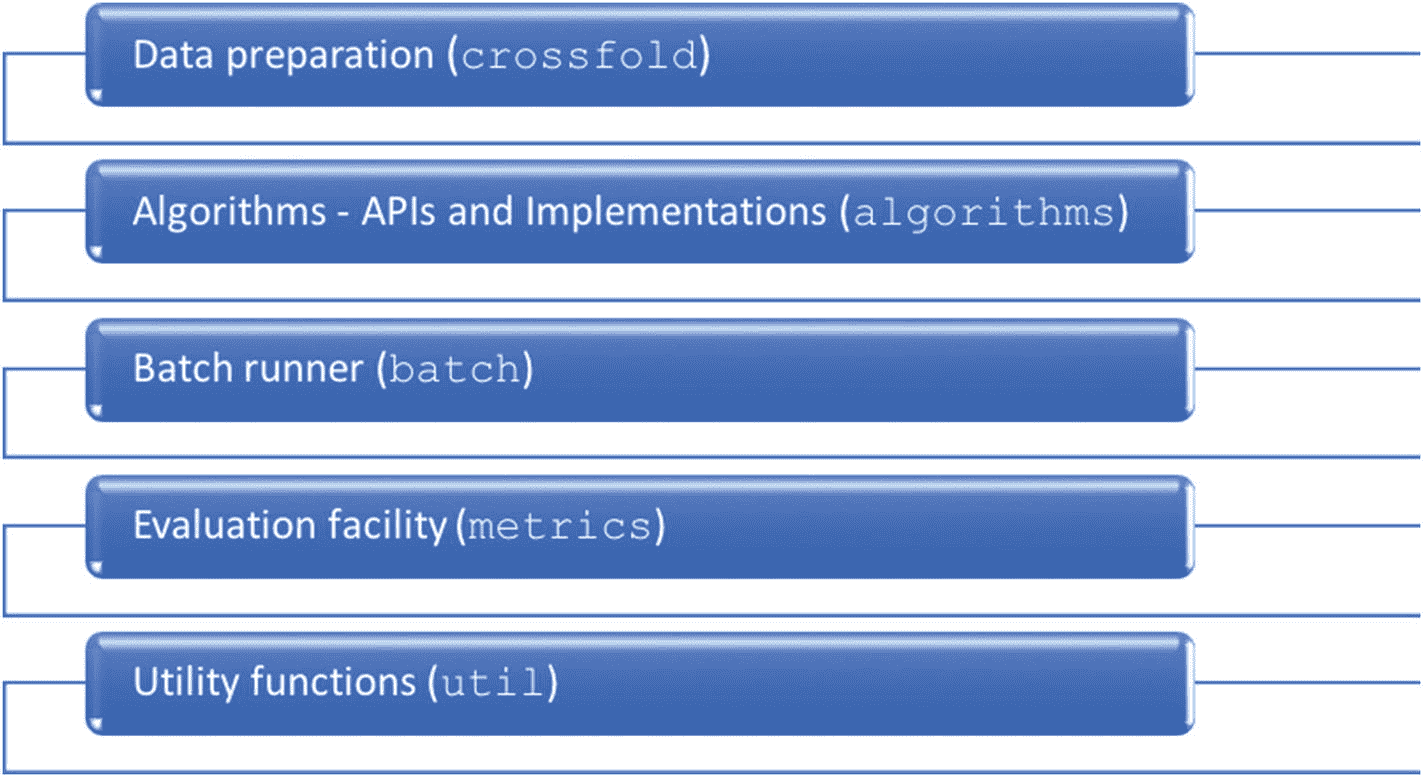 Data preparation (crossfold)
Algorithms - APIs and Implementations (algorithms)
Batch runner (batch)
Evaluation facility (metrics)
Utility functions (util)